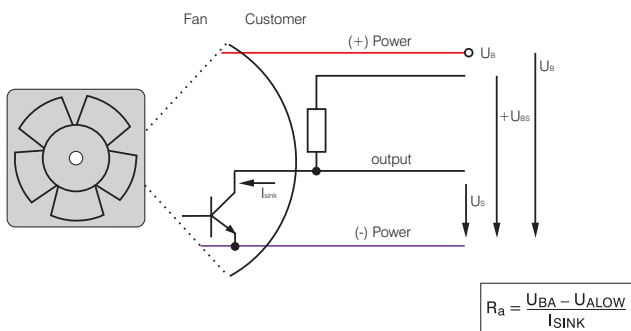 Fan Customer
(+) Power
UB
UB
+UBS
output
Isink
US
(-) Power
Ra = UBA − UALOW / ISINK